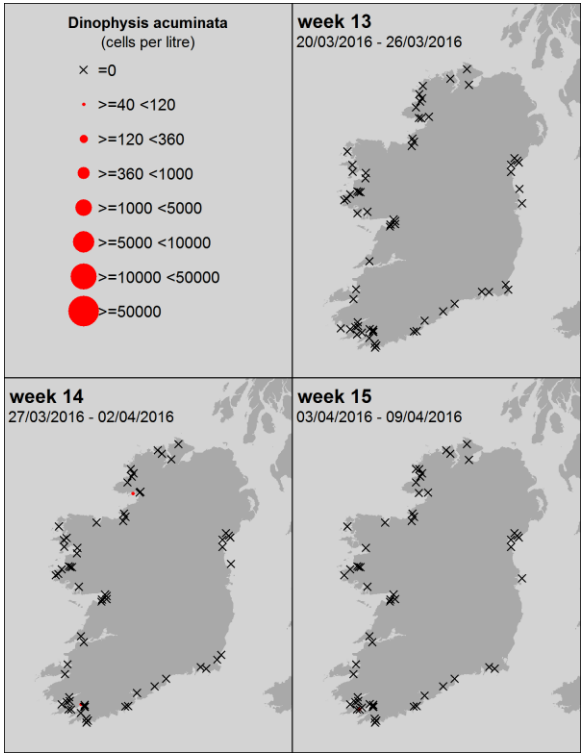 Dinophysis acuminata
(cells per litre)
=0
>=40 <120
>=120 <360
>=360 <1000
>=1000 <5000
>=5000 <10000
>=10000 <50000
>=50000
week 13
20/03/2016 - 26/03/2016
week 14
27/03/2016 - 02/04/2016
week 15
03/04/2016 - 09/04/2016